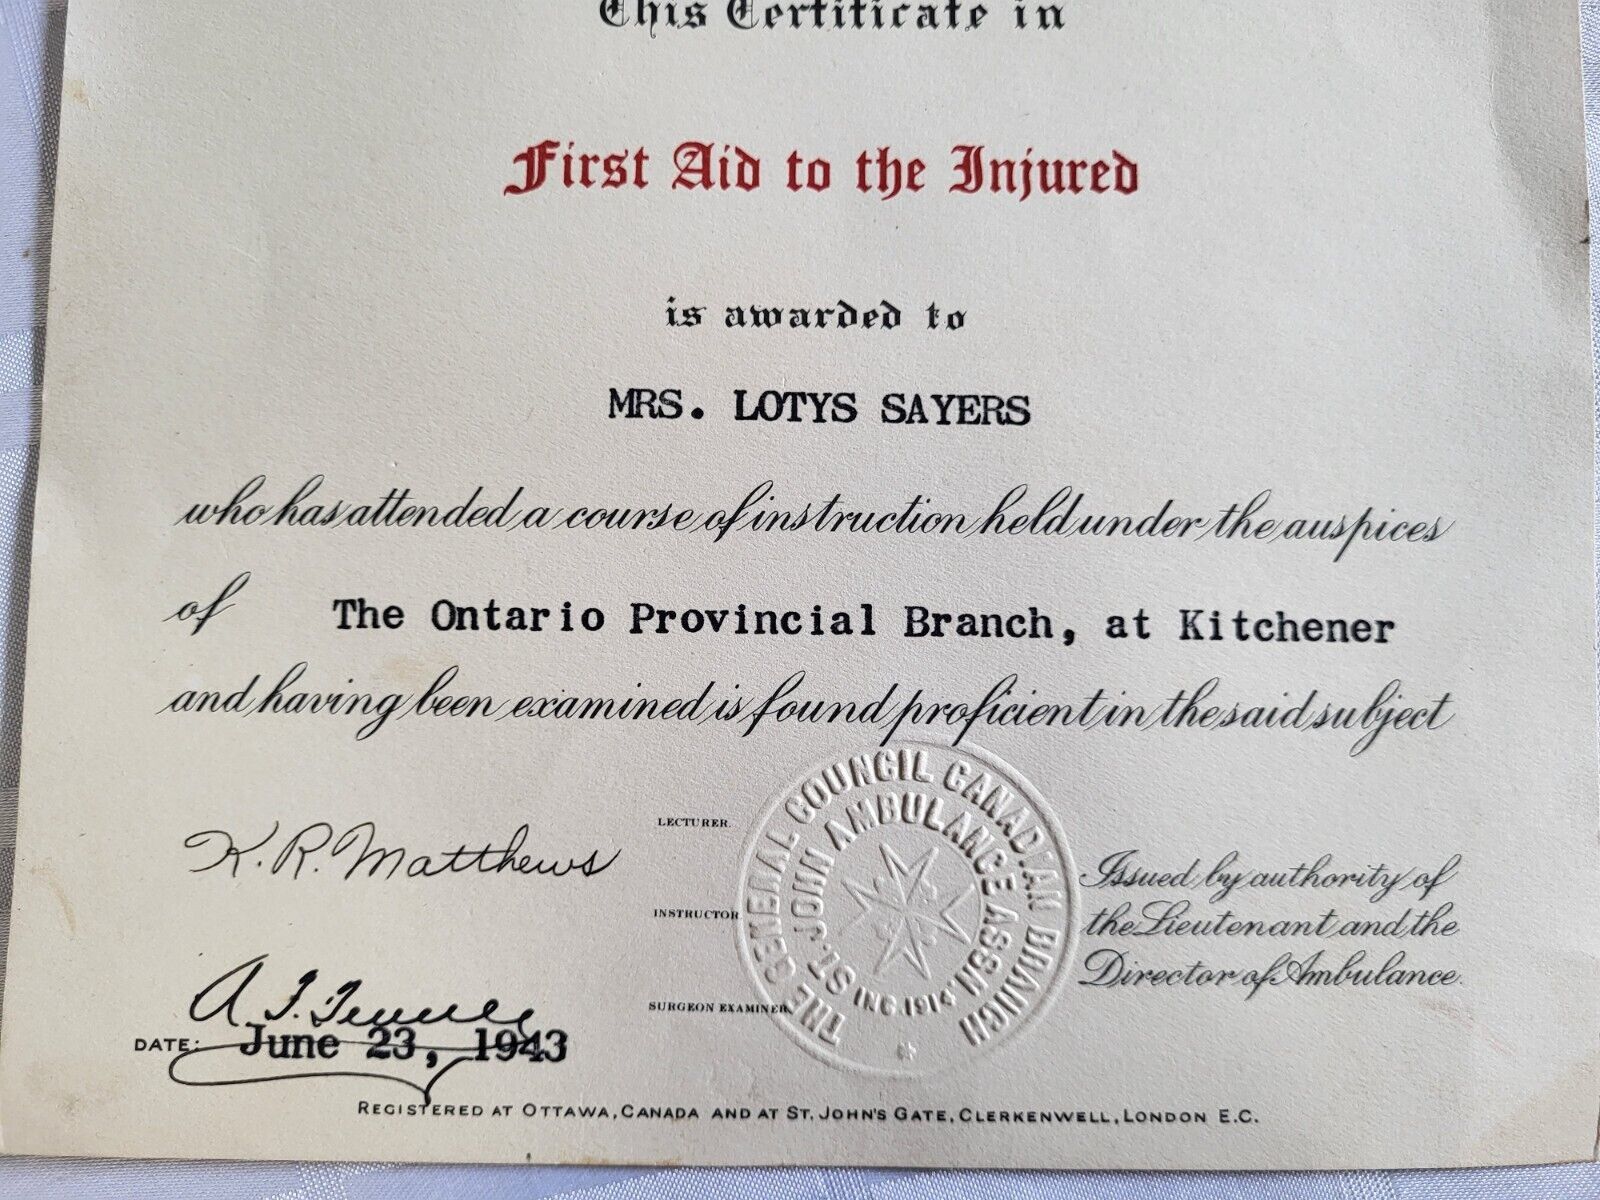 This Certificate in
First Aid to the Injured
is awarded to
MRS. LOTYS SAYERS
who has attended a course of instruction held under the auspices
of The Ontario Provincial Branch, at Kitchener
and having been examined is found proficient in the said subject
K. R. Matthews
LECTURER.
INSTRUCTOR
SURGEON EXAMINER
THE GENERAL COUNCIL CANADIAN BRANCH
ST. JOHN AMBULANCE ASSN
INC. 1914.
Issued by authority of
the Lieutenant and the
Director of Ambulance.
DATE: June 23, 1943
REGISTERED AT OTTAWA, CANADA AND AT ST. JOHN'S GATE, CLERKENWELL, LONDON E.C.